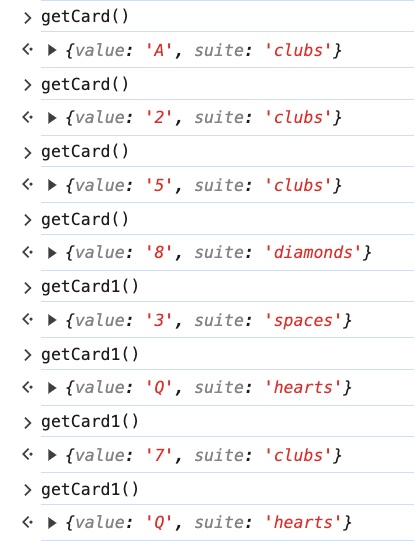 > getCard()
<· ▶ {value: 'A', suite: 'clubs'}
> getCard()
<· ▶ {value: '2', suite: 'clubs'}
> getCard()
<· ▶ {value: '5', suite: 'clubs'}
> getCard()
<· ▶ {value: '8', suite: 'diamonds'}
> getCard1()
<· ▶ {value: '3', suite: 'spaces'}
> getCard1()
<· ▶ {value: 'Q', suite: 'hearts'}
> getCard1()
<· ▶ {value: '7', suite: 'clubs'}
> getCard1()
<· ▶ {value: 'Q', suite: 'hearts'}